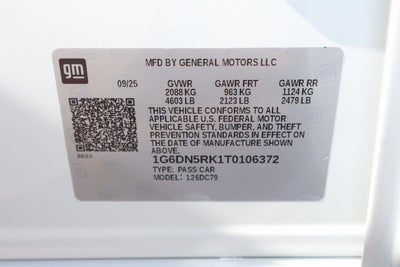 gm
MFD BY GENERAL MOTORS LLC
09/25 GVWR GAWR FRT GAWR RR
2088 KG 963 KG 1124 KG
4603 LB 2123 LB 2479 LB
THIS VEHICLE CONFORMS TO ALL
APPLICABLE U.S. FEDERAL MOTOR
VEHICLE SAFETY, BUMPER, AND THEFT
PREVENTION STANDARDS IN EFFECT ON
THE DATE OF MANUFACTURE SHOWN
ABOVE.
1G6DN5RK1T0106372
TYPE: PASS CAR
MODEL: 126DC79